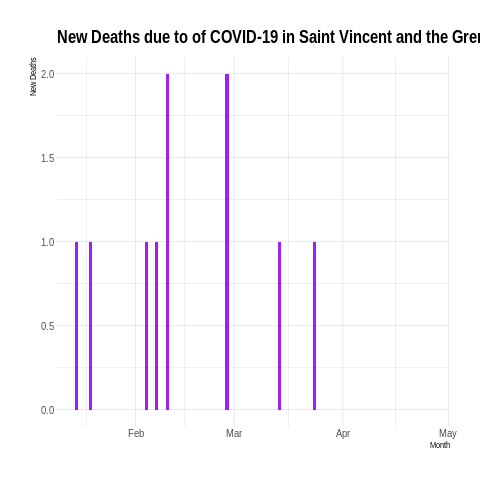 New Deaths due to of COVID-19 in Saint Vincent and the Gre
New Deaths
2.0
1.5
1.0
0.5
0.0
Feb
Mar
Apr
May
Month